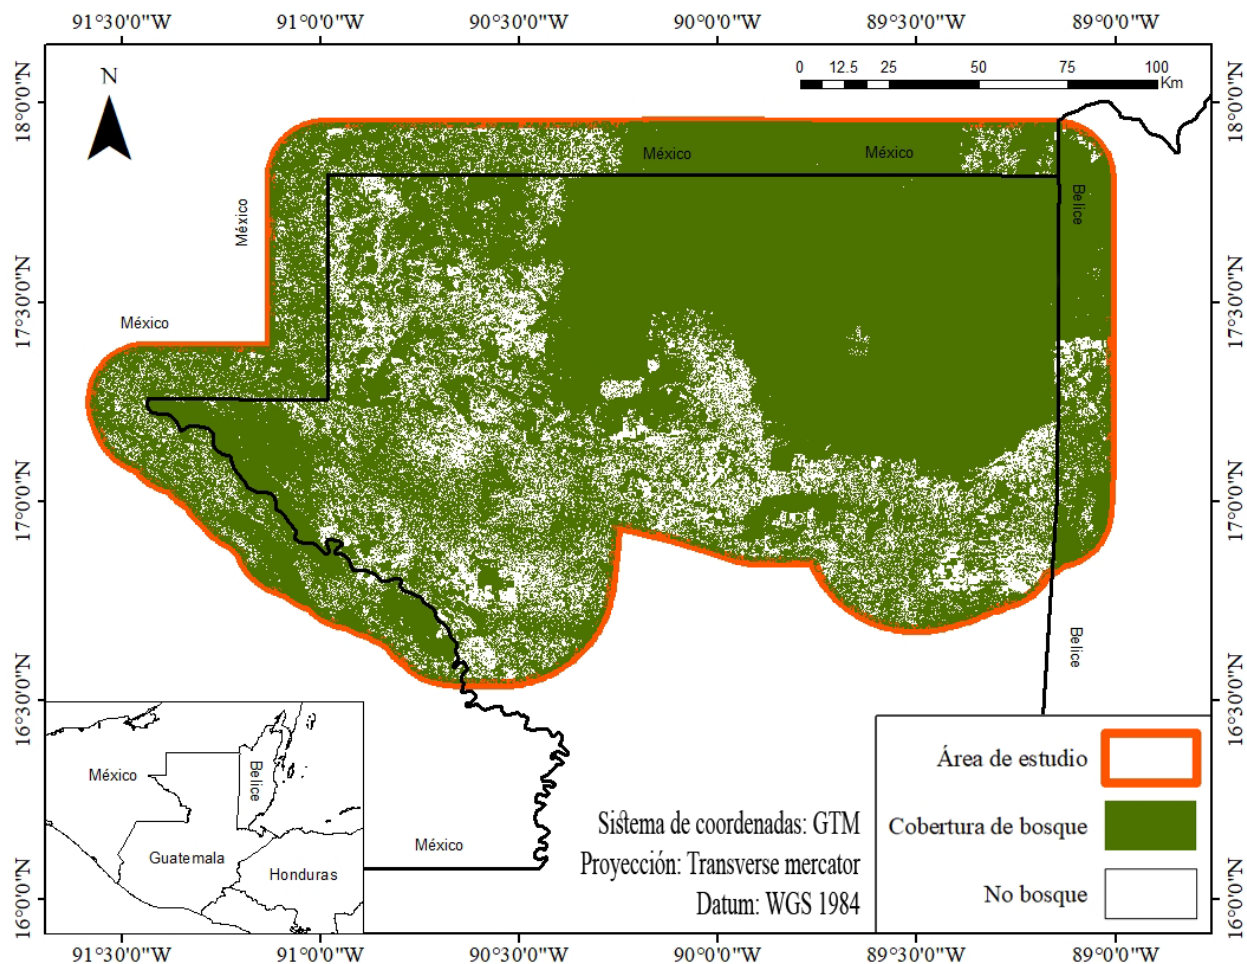 91°30'0"W 91°0'0"W 90°30'0"W 90°0'0"W 89°30'0"W 89°0'0"W
N
0 12.5 25 50 75 100
Km
18°0'0"N
18°0'0"N
México
México
México
Belice
17°30'0"N
17°30'0"N
México
17°0'0"N
17°0'0"N
Belice
16°30'0"N
16°30'0"N
México
Belice
Guatemala
Honduras
México
Sistema de coordenadas: GTM
Proyección: Transverse mercator
Datum: WGS 1984
Área de estudio
Cobertura de bosque
No bosque
16°0'0"N
16°0'0"N
91°30'0"W 91°0'0"W 90°30'0"W 90°0'0"W 89°30'0"W 89°0'0"W